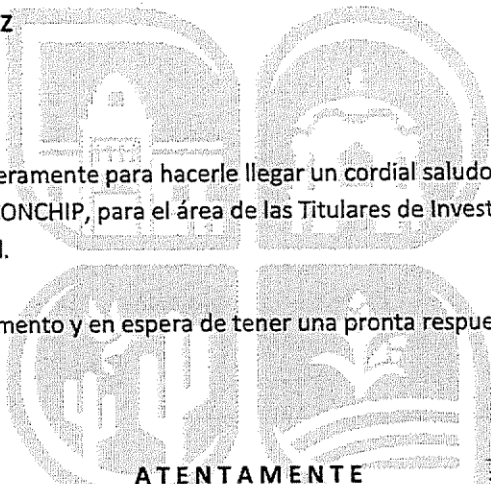 Z
eramente para hacerle llegar un cordial saludo
ONCHIP, para el área de las Titulares de Invest
l.
mento y en espera de tener una pronta respue
ATENTAMENTE